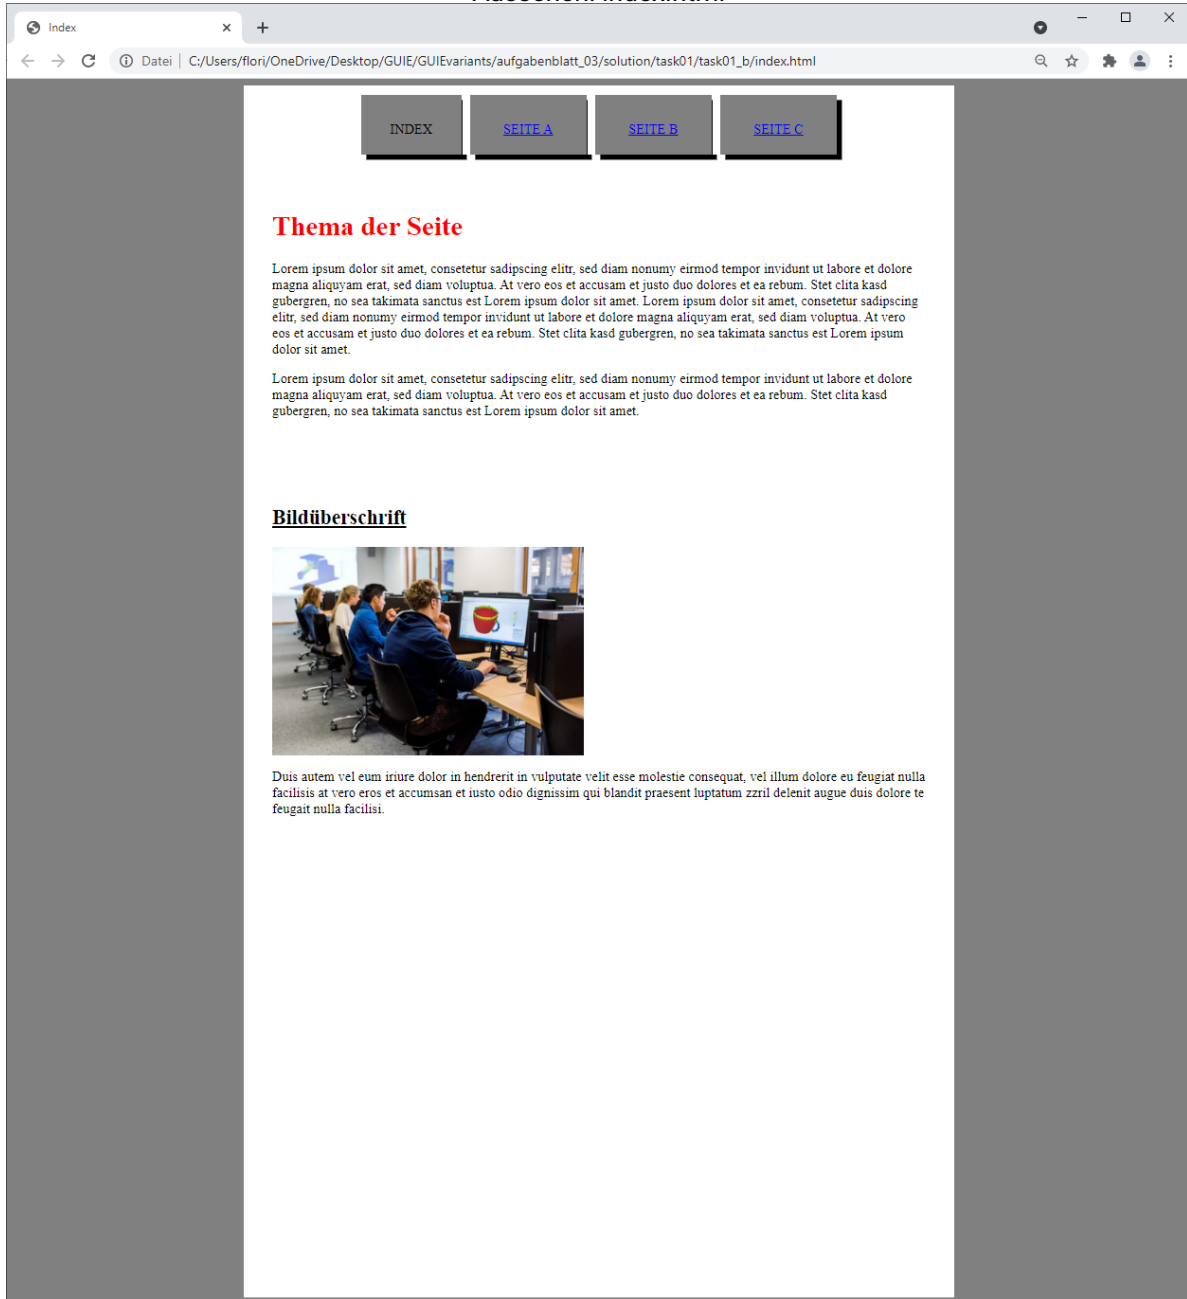 Aussehen: index.html
Index
Datei | C:/Users/flori/OneDrive/Desktop/GUIE/GUIEvariants/aufgabenblatt_03/solution/task01/task01_b/index.html
INDEX SEITE A SEITE B SEITE C
Thema der Seite
Lorem ipsum dolor sit amet, consetetur sadipscing elitr, sed diam nonumy eirmod tempor invidunt ut labore et dolore
magna aliquyam erat, sed diam voluptua. At vero eos et accusam et justo duo dolores et ea rebum. Stet clita kasd
gubergren, no sea takimata sanctus est Lorem ipsum dolor sit amet. Lorem ipsum dolor sit amet, consetetur sadipscing
elitr, sed diam nonumy eirmod tempor invidunt ut labore et dolore magna aliquyam erat, sed diam voluptua. At vero
eos et accusam et justo duo dolores et ea rebum. Stet clita kasd gubergren, no sea takimata sanctus est Lorem ipsum
dolor sit amet.
Lorem ipsum dolor sit amet, consetetur sadipscing elitr, sed diam nonumy eirmod tempor invidunt ut labore et dolore
magna aliquyam erat, sed diam voluptua. At vero eos et accusam et justo duo dolores et ea rebum. Stet clita kasd
gubergren, no sea takimata sanctus est Lorem ipsum dolor sit amet.
Bildüberschrift
Duis autem vel eum iriure dolor in hendrerit in vulputate velit esse molestie consequat, vel illum dolore eu feugiat nulla
facilisis at vero eros et accumsan et iusto odio dignissim qui blandit praesent luptatum zzril delenit augue duis dolore te
feugait nulla facilisi.